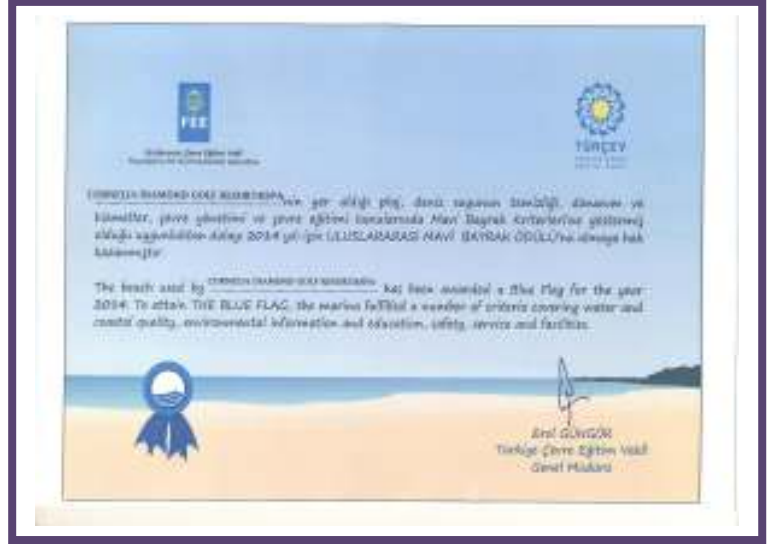 FEE
TÜRÇEV
CORNELIA DIAMOND GOLF RESORT&SPA'nın yer aldığı plaj, deniz suyunun temizliği, donanım ve
hizmetler, çevre yönetimi ve çevre eğitimi konularında Mavi Bayrak Kriterleri'ne göstermiş
olduğu uygunluktan dolayı 2014 yılı için ULUSLARARASI MAVİ BAYRAK ÖDÜLÜ'nü almaya hak
kazanmıştır.
The beach used by CORNELIA DIAMOND GOLF RESORT&SPA has been awarded a Blue Flag for the year
2014. To attain THE BLUE FLAG, the marina fulfilled a number of criteria covering water and
coastal quality, environmental information and education, safety, service and facilities.
Erol GÜNGÖR
Türkiye Çevre Eğitim Vakfı
Genel Müdürü